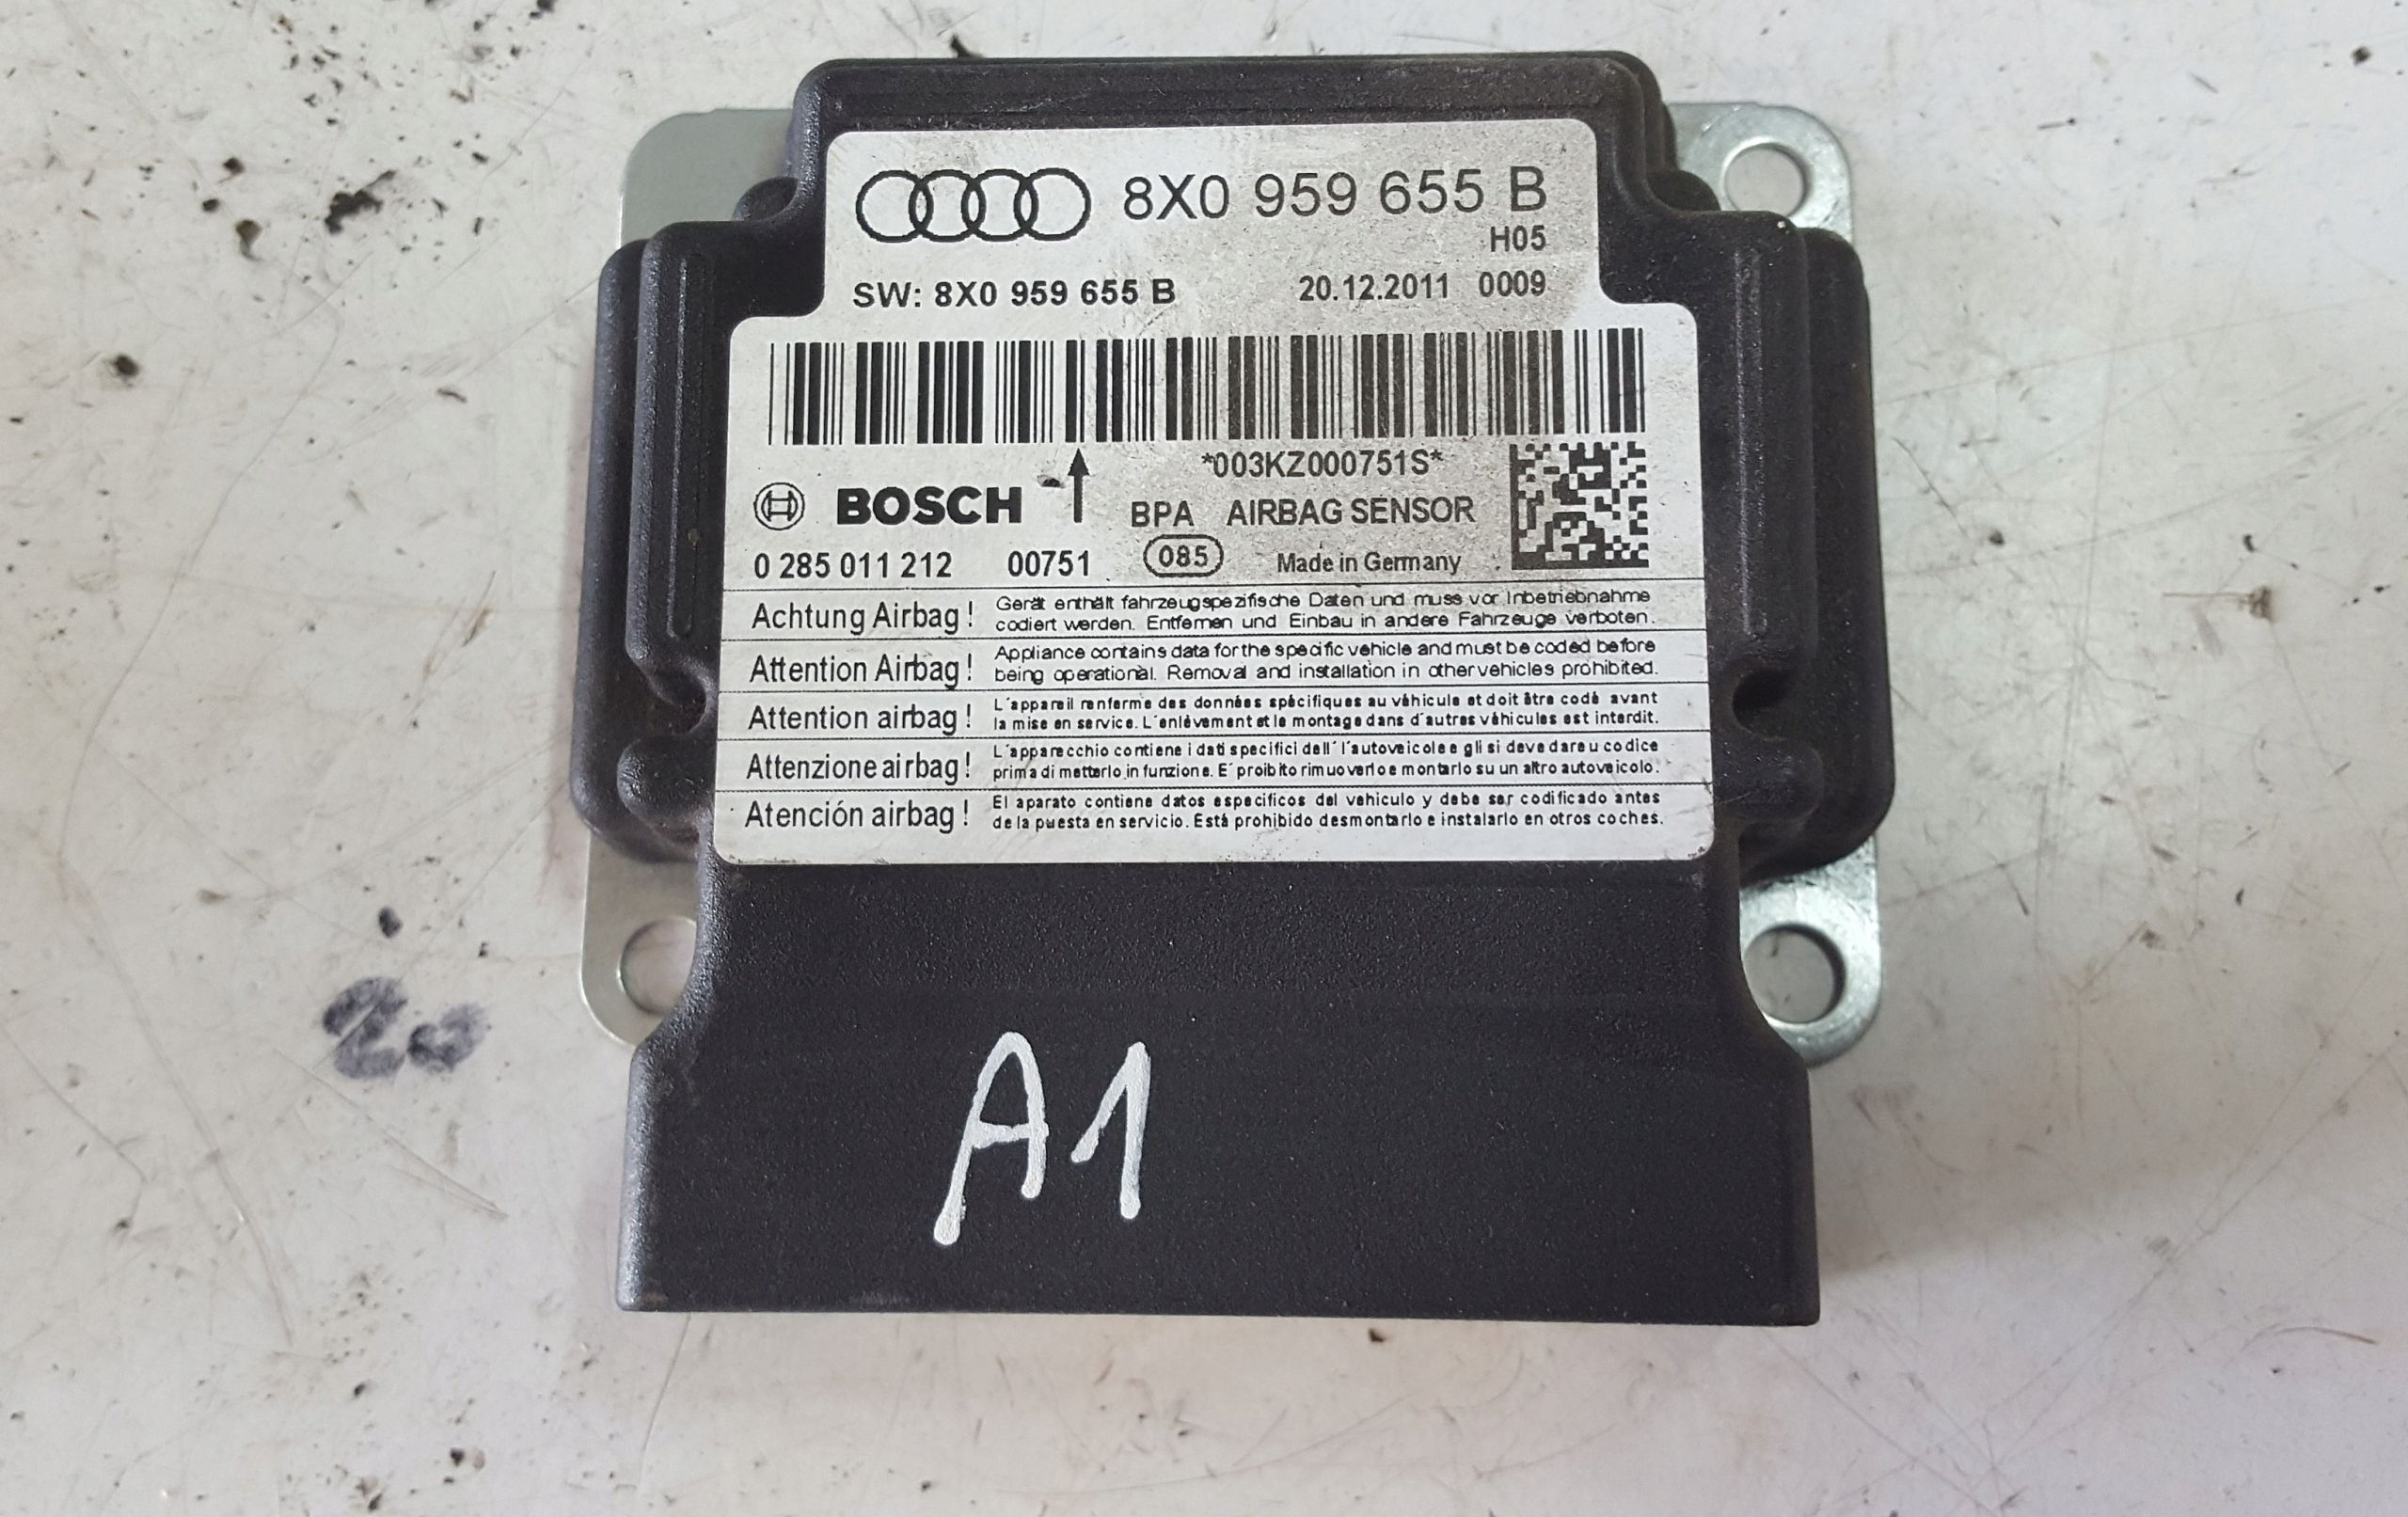 8X0 959 655 B
H05
SW: 8X0 959 655 B 20.12.2011 0009
*003KZ000751S*
BOSCH BPA AIRBAG SENSOR
0 285 011 212 00751 085 Made in Germany
Achtung Airbag! Gerät enthält fahrzeugspezifische Daten und muss vor Inbetriebnahme
codiert werden. Entfernen und Einbau in andere Fahrzeuge verboten.
Attention Airbag! Appliance contains data for the specific vehicle and must be coded before
being operational. Removal and installation in other vehicles prohibited.
Attention airbag! L'appareil renferme des données spécifiques au véhicule et doit être codé avant
la mise en service. L'enlèvement et le montage dans d'autres véhicules est interdit.
Attenzione airbag! L'apparecchio contiene i dati specifici dell' l'autoveicolo e gli si deve dare u codice
prima di metterlo in funzione. E' proibito rimuoverlo e montarlo su un altro autoveicolo.
Atención airbag! El aparato contiene datos especificos del vehiculo y debe ser codificado antes
de la puesta en servicio. Está prohibido desmontarlo e instalarlo en otros coches.
A1
20